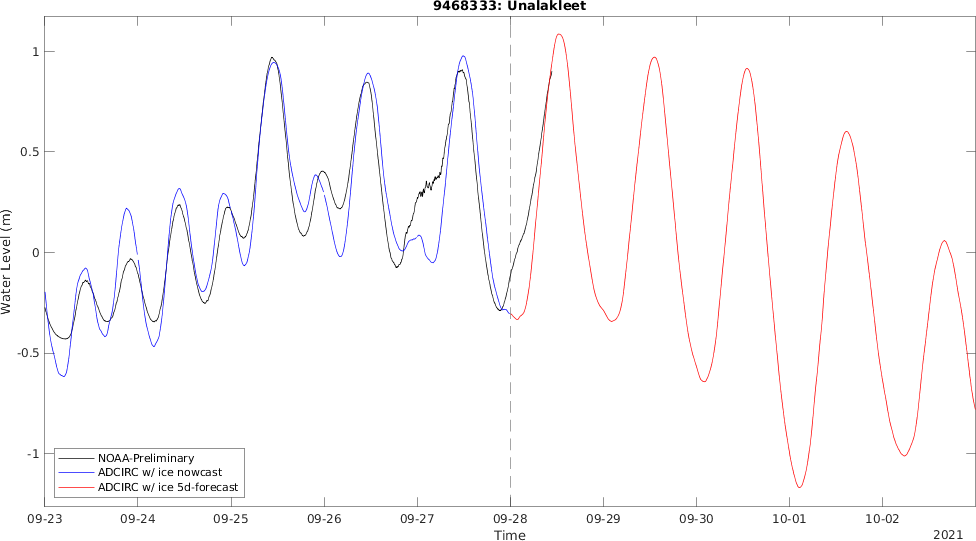 9468333: Unalakleet
Water Level (m)
1
0.5
0
-0.5
-1
NOAA-Preliminary
ADCIRC w/ ice nowcast
ADCIRC w/ ice 5d-forecast
09-23 09-24 09-25 09-26 09-27 09-28 09-29 09-30 10-01 10-02
Time
2021